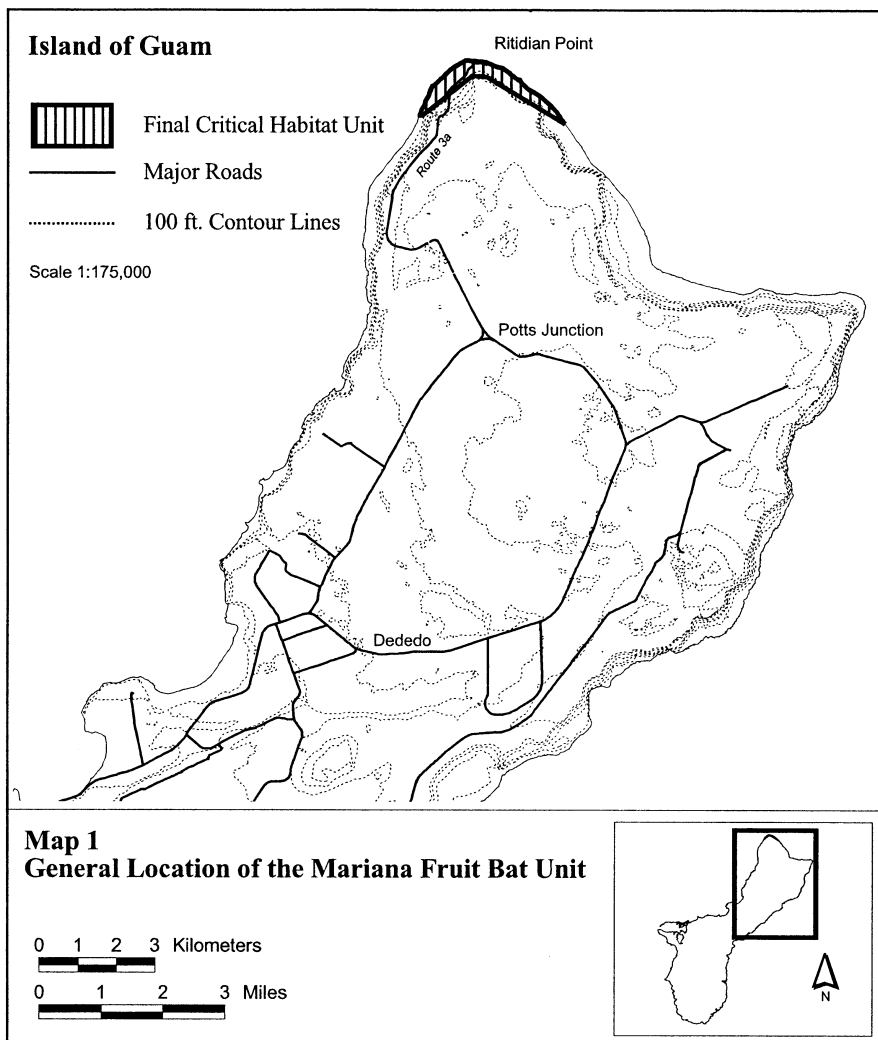 Island of Guam
Ritidian Point
Final Critical Habitat Unit
Major Roads
100 ft. Contour Lines
Scale 1:175,000
Route 3a
Potts Junction
Dededo
Map 1
General Location of the Mariana Fruit Bat Unit
0 1 2 3 Kilometers
0 1 2 3 Miles
N